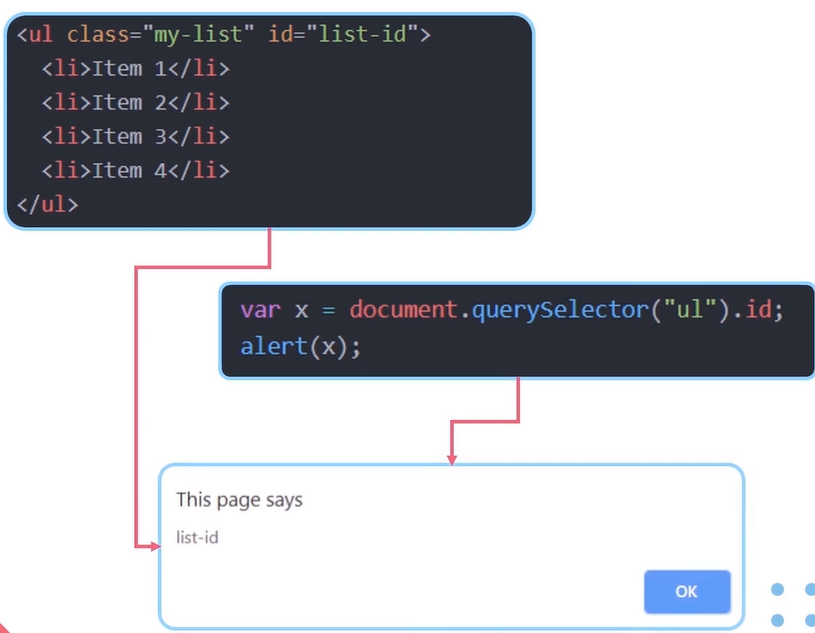 <ul class="my-list" id="list-id">
  <li>Item 1</li>
  <li>Item 2</li>
  <li>Item 3</li>
  <li>Item 4</li>
</ul>
var x = document.querySelector("ul").id;
alert(x);
This page says
list-id
OK